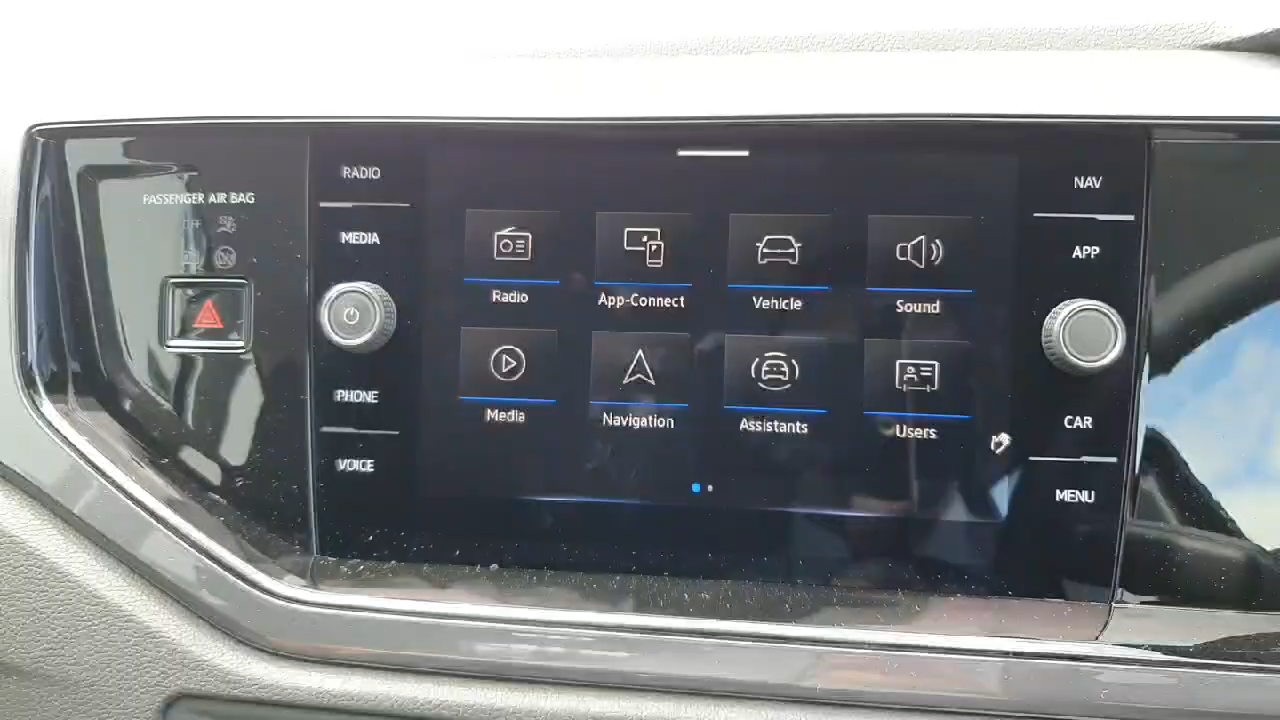 PASSENGER AIR BAG
OFF
RADIO
MEDIA
PHONE
VOICE
Radio
App-Connect
Vehicle
Sound
Media
Navigation
Assistants
Users
NAV
APP
CAR
MENU